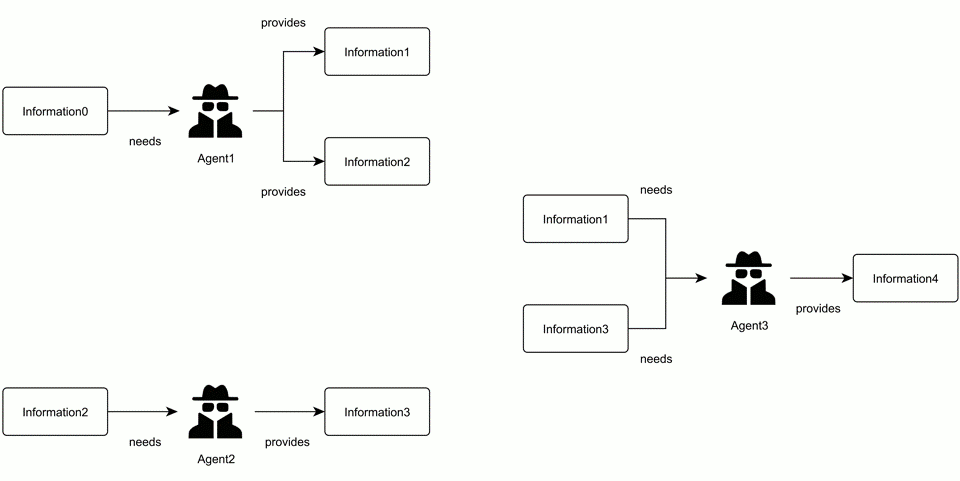 provides
Information1
Information0
needs
Agent1
Information2
provides
needs
Information1
Information4
provides
Agent3
Information3
needs
Information2
needs
Agent2
provides
Information3